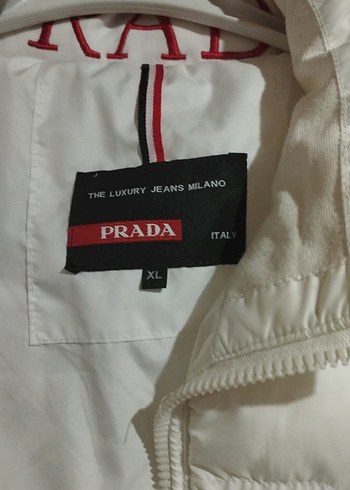 RAD
THE LUXURY JEANS MILANO
PRADA
ITALY
XL